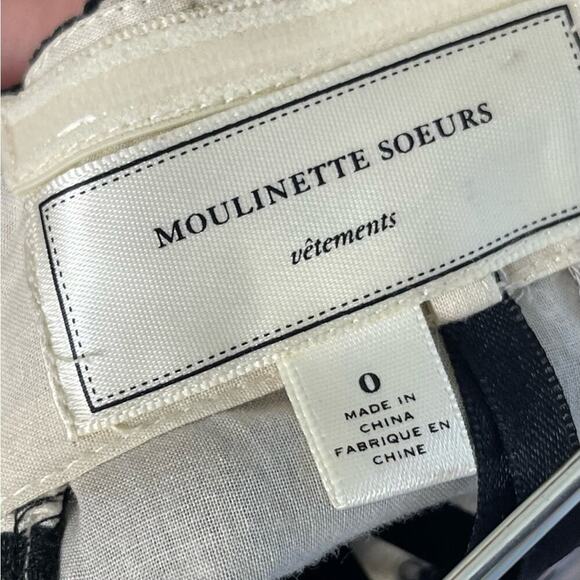 MOULINETTE SOEURS
vêtements
0
MADE IN
CHINA
FABRIQUE EN
CHINE